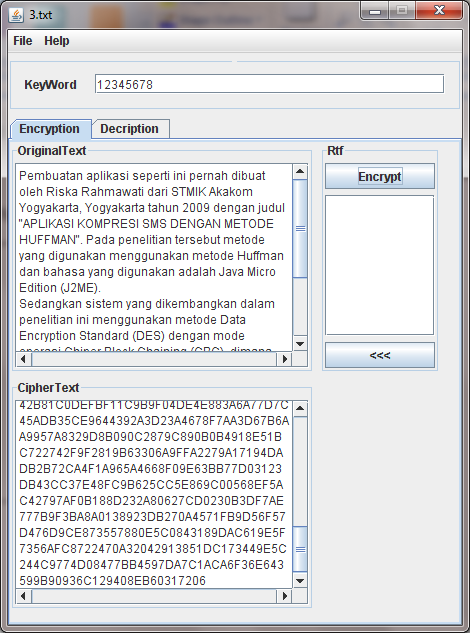 3.txt
File Help
KeyWord 12345678
Encryption Decription
OriginalText
Pembuatan aplikasi seperti ini pernah dibuat
oleh Riska Rahmawati dari STMIK Akakom
Yogyakarta, Yogyakarta tahun 2009 dengan judul
"APLIKASI KOMPRESI SMS DENGAN METODE
HUFFMAN". Pada penelitian tersebut metode
yang digunakan menggunakan metode Huffman
dan bahasa yang digunakan adalah Java Micro
Edition (J2ME).
Sedangkan sistem yang dikembangkan dalam
penelitian ini menggunakan metode Data
Encryption Standard (DES) dengan mode
operasi Chiper Block Chaining (CBC), dimana
Rtf
Encrypt
<<<
CipherText
42B81C0DEFBF11C9B9F04DE4E883A6A77D7C
45ADB35CE9644392A3D23A4678F7AA3D67B6A
A9957A8329D8B090C2879C890B0B4918E51B
C722742F9F2819B63306A9FFA2279A17194DA
DB2B72CA4F1A965A4668F09E63BB77D03123
DB43CC37E48FC9B625CC5E869C00568EF5A
C42797AF0B188D232A80627CD0230B3DF7AE
777B9F3BA8A0138923DB270A4571FB9D56F57
D476D9CE873557880E5C0843189DAC619E5F
7356AFC8722470A32042913851DC173449E5C
244C9774D08477BB4597DA7C1ACA6F36E643
599B90936C129408EB60317206